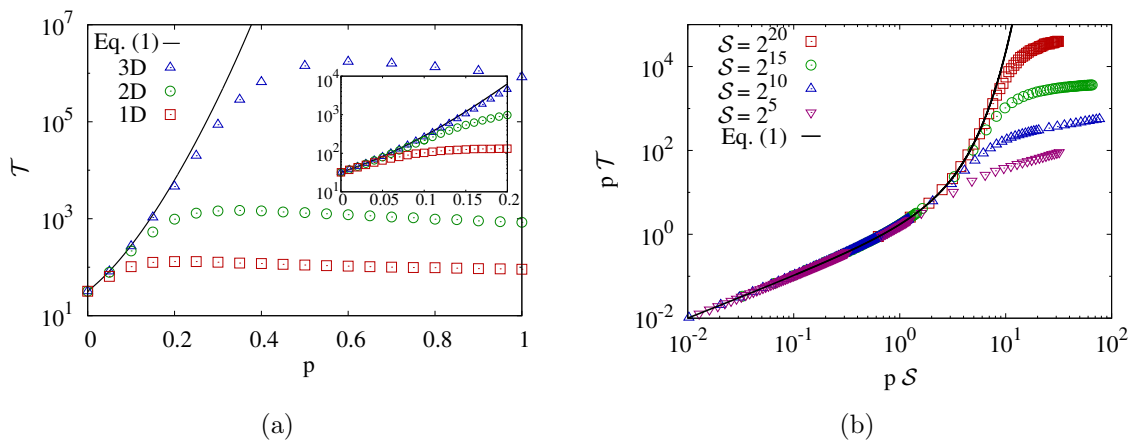 10^7
10^5
10^3
10^1
𝒯
Eq. (1)
3D
2D
1D
10^4
10^3
10^2
10^1
0 0.05 0.1 0.15 0.2
0 0.2 0.4 0.6 0.8 1
p
(a)
10^4
10^2
10^0
10^-2
p 𝒯
𝒮 = 2^20
𝒮 = 2^15
𝒮 = 2^10
𝒮 = 2^5
Eq. (1)
10^-2 10^-1 10^0 10^1 10^2
p 𝒮
(b)